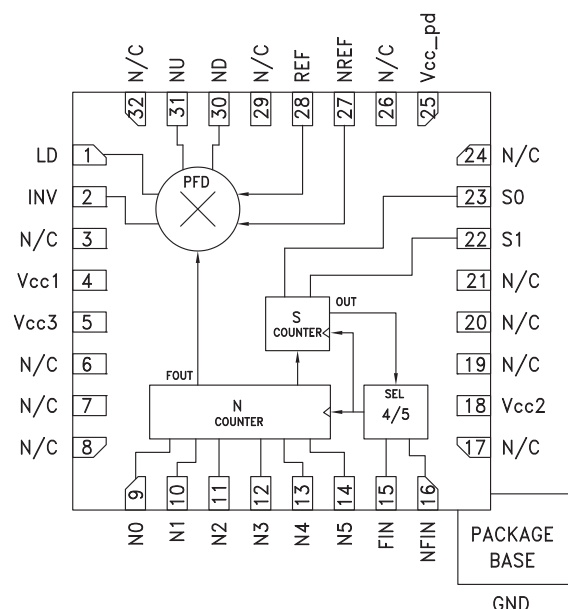 N/C
NU
ND
N/C
REF
NREF
N/C
Vcc_pd
32
31
30
29
28
27
26
25
LD
1
24
N/C
PFD
INV
2
23
S0
N/C
3
22
S1
Vcc1
4
21
N/C
OUT
Vcc3
5
S
COUNTER
20
N/C
N/C
6
19
N/C
FOUT
N/C
7
N
COUNTER
SEL
4/5
18
Vcc2
N/C
8
17
N/C
9
10
11
12
13
14
15
16
N0
N1
N2
N3
N4
N5
FIN
NFIN
PACKAGE
BASE
GND